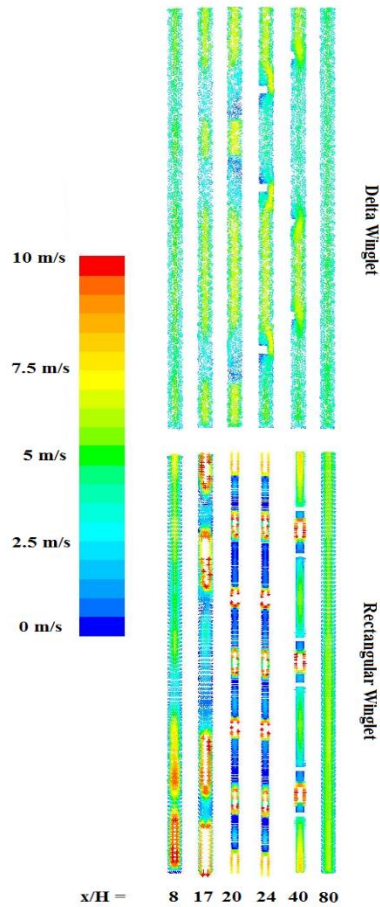 Delta Winglet
10 m/s
7.5 m/s
5 m/s
2.5 m/s
0 m/s
Rectangular Winglet
x/H = 8 17 20 24 40 80